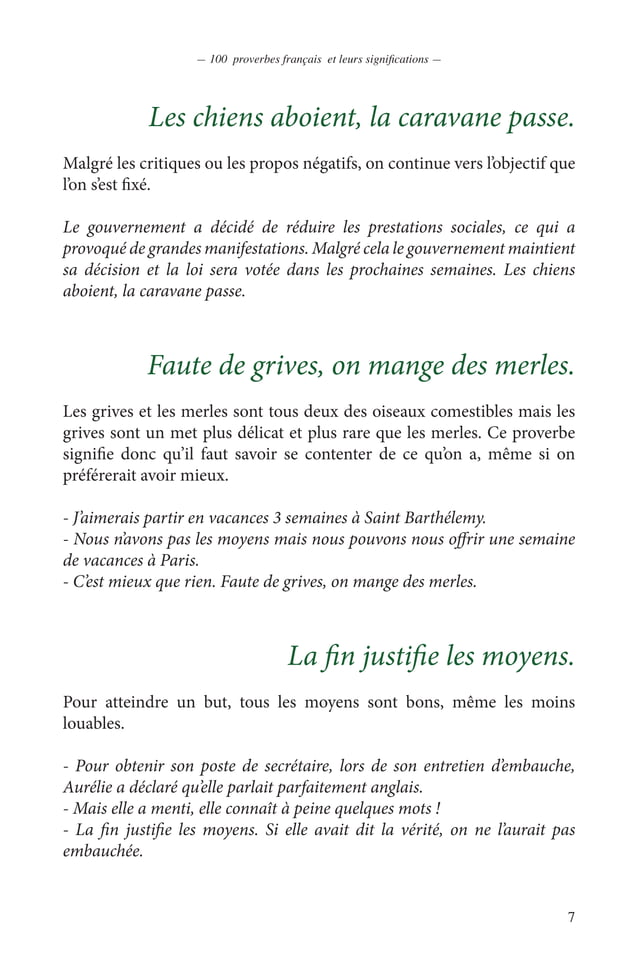 — 100 proverbes français et leurs significations —
Les chiens aboient, la caravane passe.
Malgré les critiques ou les propos négatifs, on continue vers l’objectif que
l’on s’est fixé.
Le gouvernement a décidé de réduire les prestations sociales, ce qui a
provoqué de grandes manifestations. Malgré cela le gouvernement maintient
sa décision et la loi sera votée dans les prochaines semaines. Les chiens
aboient, la caravane passe.
Faute de grives, on mange des merles.
Les grives et les merles sont tous deux des oiseaux comestibles mais les
grives sont un met plus délicat et plus rare que les merles. Ce proverbe
signifie donc qu’il faut savoir se contenter de ce qu’on a, même si on
préférerait avoir mieux.
- J’aimerais partir en vacances 3 semaines à Saint Barthélemy.
- Nous n’avons pas les moyens mais nous pouvons nous offrir une semaine
de vacances à Paris.
- C’est mieux que rien. Faute de grives, on mange des merles.
La fin justifie les moyens.
Pour atteindre un but, tous les moyens sont bons, même les moins
louables.
- Pour obtenir son poste de secrétaire, lors de son entretien d’embauche,
Aurélie a déclaré qu’elle parlait parfaitement anglais.
- Mais elle a menti, elle connaît à peine quelques mots !
- La fin justifie les moyens. Si elle avait dit la vérité, on ne l’aurait pas
embauchée.
7